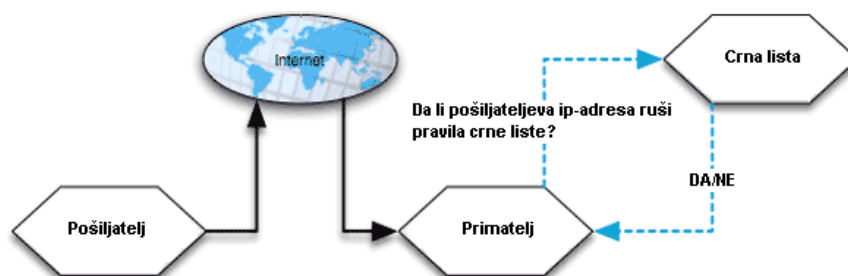 Internet
Crna lista
Da li pošiljateljeva ip-adresa ruši
pravila crne liste?
DA/NE
Pošiljatelj
Primatelj